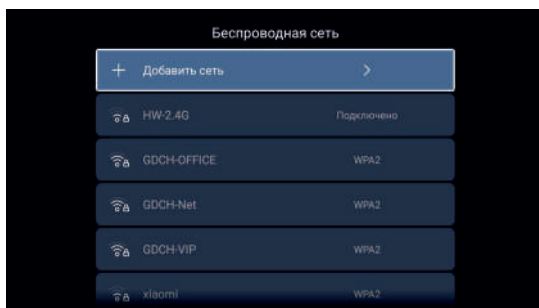 Беспроводная сеть
Добавить сеть
HW-2.4G Подключено
GDCH-OFFICE WPA2
GDCH-Net WPA2
GDCH-VIP WPA2
xiaomi WPA2